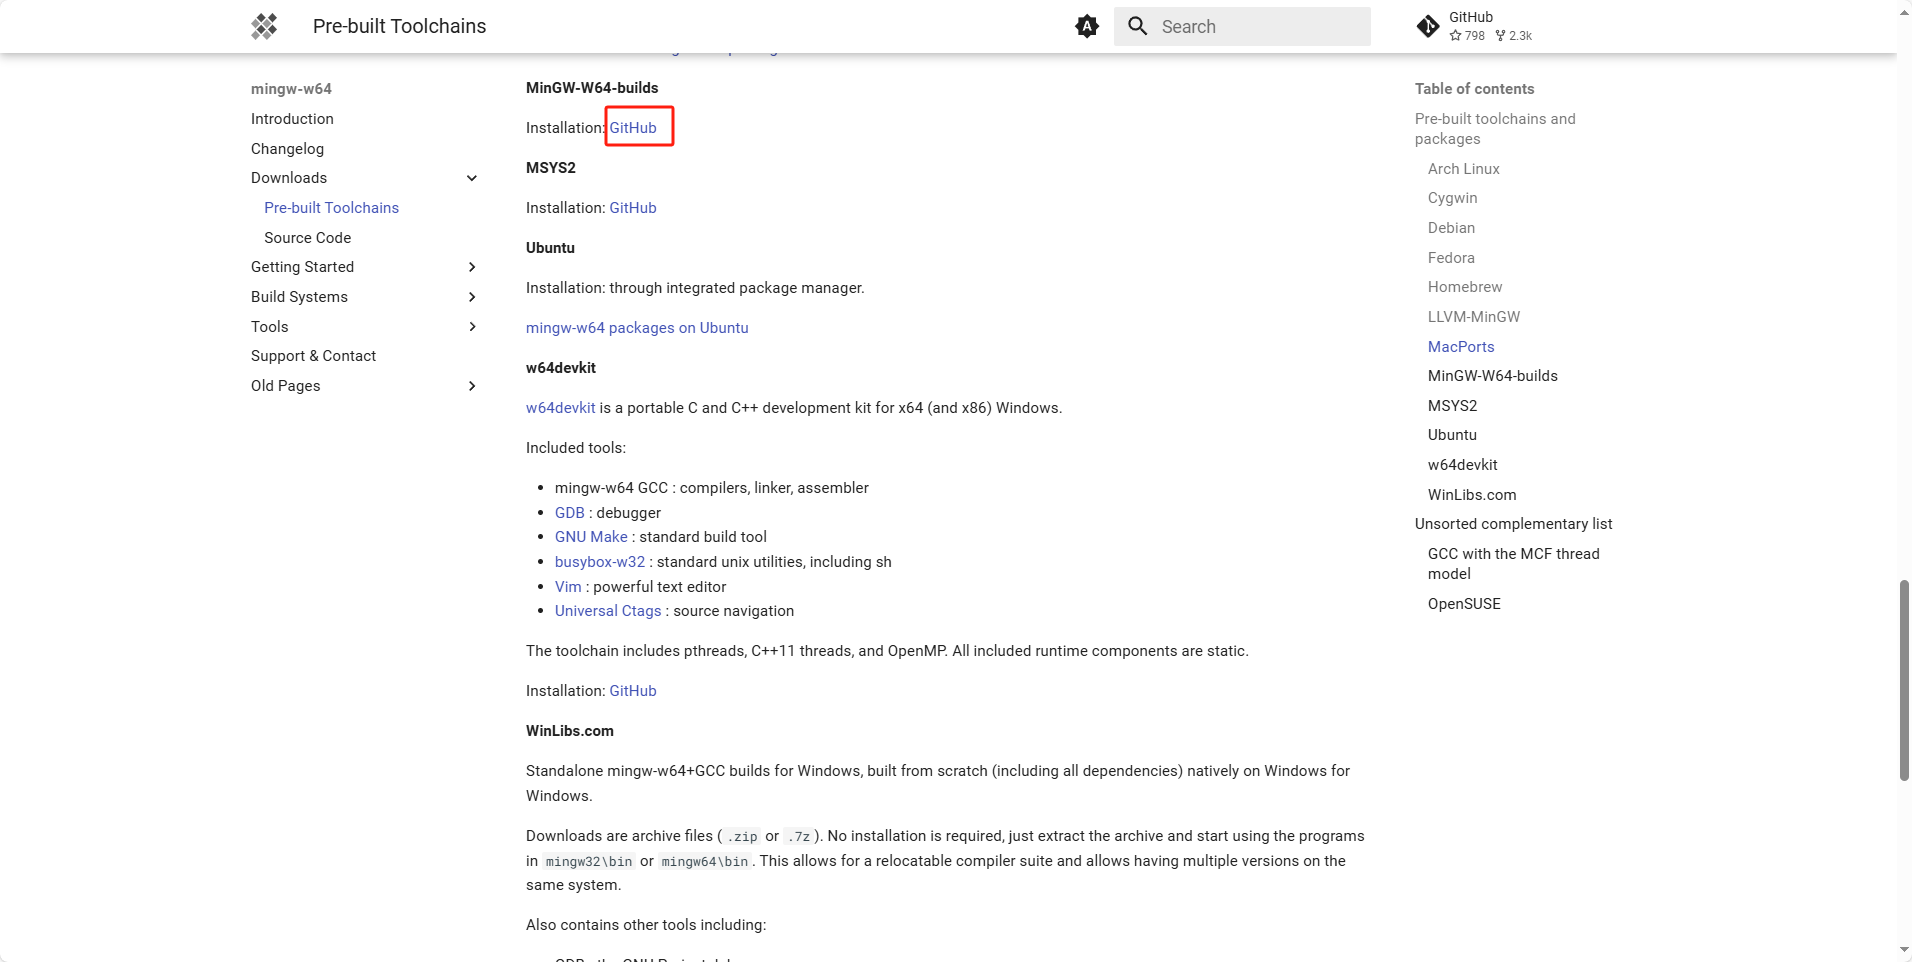 Pre-built Toolchains
Search
GitHub
798 2.3k
mingw-w64
Introduction
Changelog
Downloads
Pre-built Toolchains
Source Code
Getting Started
Build Systems
Tools
Support & Contact
Old Pages
MinGW-W64-builds
Installation: GitHub
MSYS2
Installation: GitHub
Ubuntu
Installation: through integrated package manager.
mingw-w64 packages on Ubuntu
w64devkit
w64devkit is a portable C and C++ development kit for x64 (and x86) Windows.
Included tools:
• mingw-w64 GCC : compilers, linker, assembler
• GDB : debugger
• GNU Make : standard build tool
• busybox-w32 : standard unix utilities, including sh
• Vim : powerful text editor
• Universal Ctags : source navigation
The toolchain includes pthreads, C++11 threads, and OpenMP. All included runtime components are static.
Installation: GitHub
WinLibs.com
Standalone mingw-w64+GCC builds for Windows, built from scratch (including all dependencies) natively on Windows for
Windows.
Downloads are archive files ( .zip or .7z ). No installation is required, just extract the archive and start using the programs
in mingw32\bin or mingw64\bin . This allows for a relocatable compiler suite and allows having multiple versions on the
same system.
Also contains other tools including:
Table of contents
Pre-built toolchains and
packages
Arch Linux
Cygwin
Debian
Fedora
Homebrew
LLVM-MinGW
MacPorts
MinGW-W64-builds
MSYS2
Ubuntu
w64devkit
WinLibs.com
Unsorted complementary list
GCC with the MCF thread
model
OpenSUSE